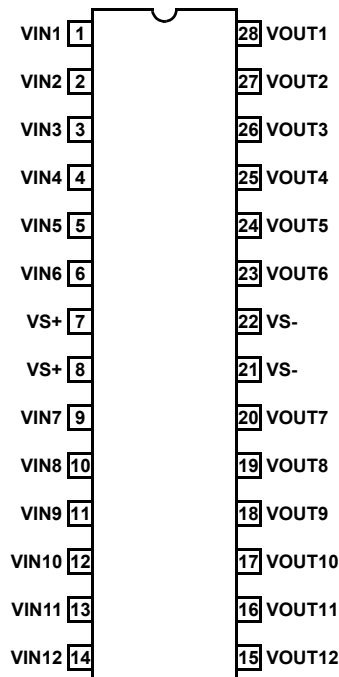 VIN1 1 28 VOUT1
VIN2 2 27 VOUT2
VIN3 3 26 VOUT3
VIN4 4 25 VOUT4
VIN5 5 24 VOUT5
VIN6 6 23 VOUT6
VS+ 7 22 VS-
VS+ 8 21 VS-
VIN7 9 20 VOUT7
VIN8 10 19 VOUT8
VIN9 11 18 VOUT9
VIN10 12 17 VOUT10
VIN11 13 16 VOUT11
VIN12 14 15 VOUT12